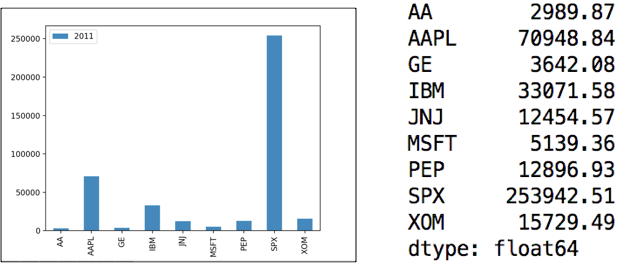 2011
250000
200000
150000
100000
50000
0
AA
AAPL
GE
IBM
JNJ
MSFT
PEP
SPX
XOM
AA 2989.87
AAPL 70948.84
GE 3642.08
IBM 33071.58
JNJ 12454.57
MSFT 5139.36
PEP 12896.93
SPX 253942.51
XOM 15729.49
dtype: float64